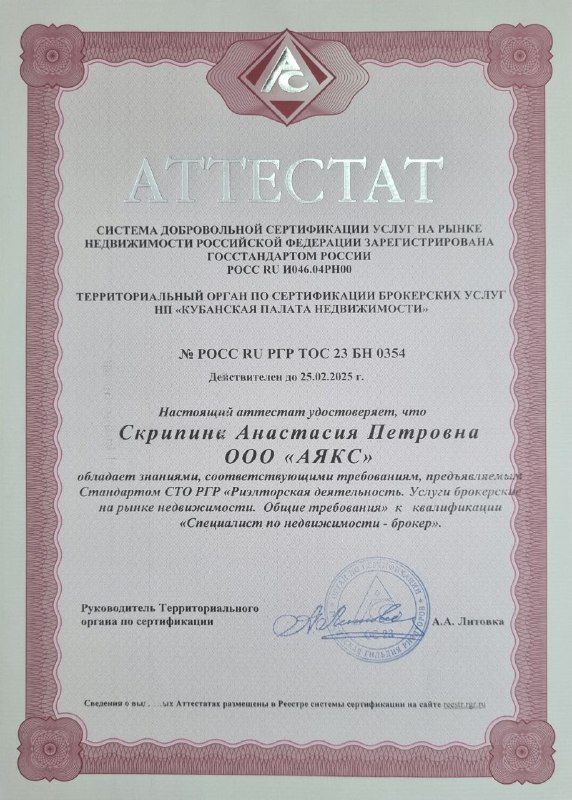 АС
АТТЕСТАТ
СИСТЕМА ДОБРОВОЛЬНОЙ СЕРТИФИКАЦИИ УСЛУГ НА РЫНКЕ
НЕДВИЖИМОСТИ РОССИЙСКОЙ ФЕДЕРАЦИИ ЗАРЕГИСТРИРОВАНА
ГОССТАНДАРТОМ РОССИИ
РОСС RU И046.04РН00
ТЕРРИТОРИАЛЬНЫЙ ОРГАН ПО СЕРТИФИКАЦИИ БРОКЕРСКИХ УСЛУГ
НП «КУБАНСКАЯ ПАЛАТА НЕДВИЖИМОСТИ»
№ РОСС RU РГР ТОС 23 БН 0354
Действителен до 25.02.2025 г.
Настоящий аттестат удостоверяет, что
Скрипина Анастасия Петровна
ООО «АЯКС»
обладает знаниями, соответствующими требованиям, предъявляемым
Стандартом СТО РГР «Риэлторская деятельность. Услуги брокерские
на рынке недвижимости. Общие требования» к квалификации
«Специалист по недвижимости - брокер».
Руководитель Территориального
органа по сертификации
А.А. Литовка
Сведения о Аттестатах размещены в Реестре системы сертификации на сайте reestr.rgr.ru